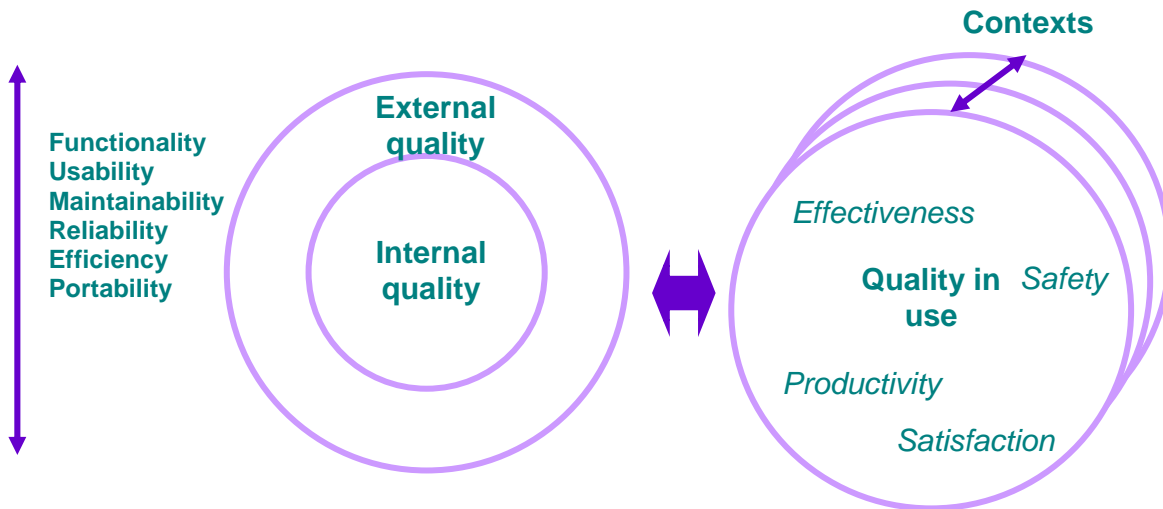 Contexts
External
quality
Functionality
Usability
Maintainability
Reliability
Efficiency
Portability
Internal
quality
Effectiveness
Quality in
use
Safety
Productivity
Satisfaction